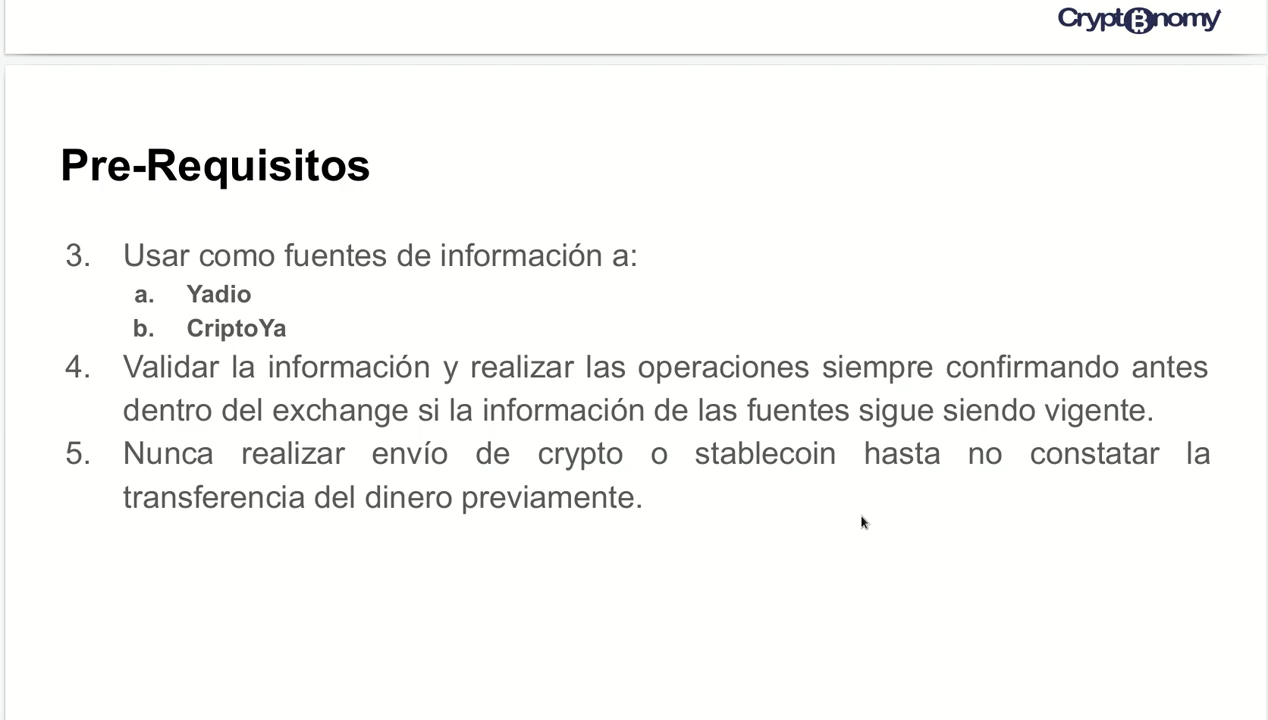 Crypt₿nomy
Pre-Requisitos
3. Usar como fuentes de información a:
a. Yadio
b. CriptoYa
4. Validar la información y realizar las operaciones siempre confirmando antes
dentro del exchange si la información de las fuentes sigue siendo vigente.
5. Nunca realizar envío de crypto o stablecoin hasta no constatar la
transferencia del dinero previamente.